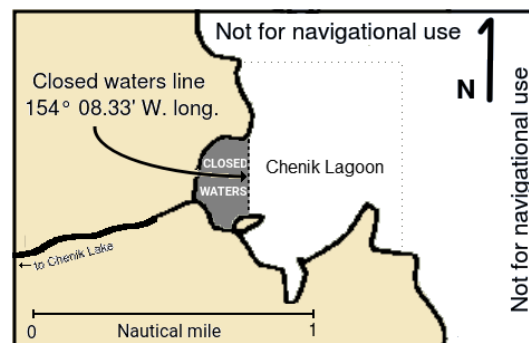 Not for navigational use
Closed waters line
154° 08.33' W. long.
N
CLOSED
WATERS
Chenik Lagoon
← to Chenik Lake
0
Nautical mile
1
Not for navigational use